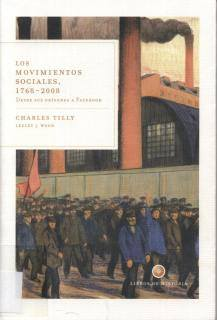 LOS
MOVIMIENTOS
SOCIALES,
1768-2008
DESDE SUS ORÍGENES A FACEBOOK
CHARLES TILLY
LESLEY J. WOOD
LIBROS DE HISTORIA